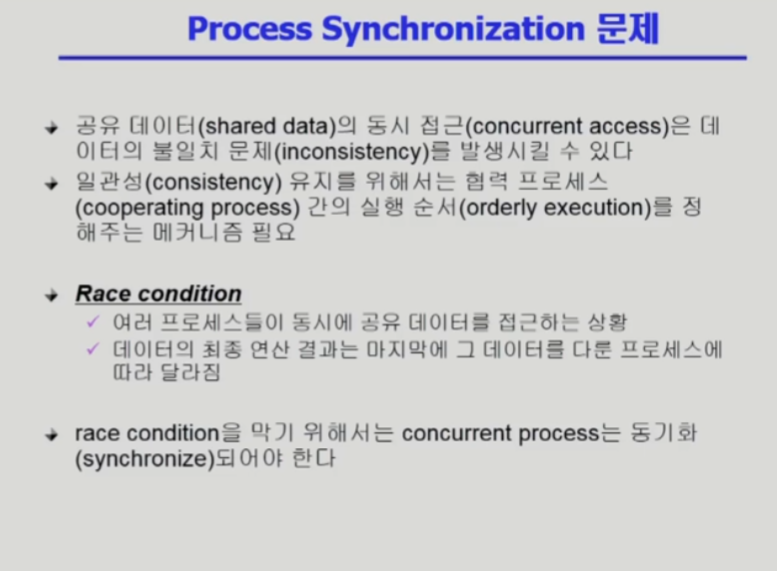 Process Synchronization 문제
공유 데이터(shared data)의 동시 접근(concurrent access)은 데
이터의 불일치 문제(inconsistency)를 발생시킬 수 있다
일관성(consistency) 유지를 위해서는 협력 프로세스
(cooperating process) 간의 실행 순서(orderly execution)를 정
해주는 메커니즘 필요
Race condition
여러 프로세스들이 동시에 공유 데이터를 접근하는 상황
데이터의 최종 연산 결과는 마지막에 그 데이터를 다룬 프로세스에
따라 달라짐
race condition을 막기 위해서는 concurrent process는 동기화
(synchronize)되어야 한다